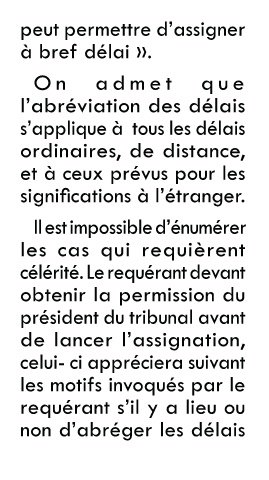 peut permettre d'assigner
à bref délai ».
On admet que
l'abréviation des délais
s'applique à tous les délais
ordinaires, de distance,
et à ceux prévus pour les
significations à l'étranger.
Il est impossible d'énumérer
les cas qui requièrent
célérité. Le requérant devant
obtenir la permission du
président du tribunal avant
de lancer l'assignation,
celui- ci appréciera suivant
les motifs invoqués par le
requérant s'il y a lieu ou
non d'abréger les délais